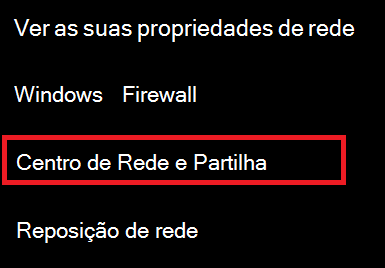 Ver as suas propriedades de rede
Windows Firewall
Centro de Rede e Partilha
Reposição de rede